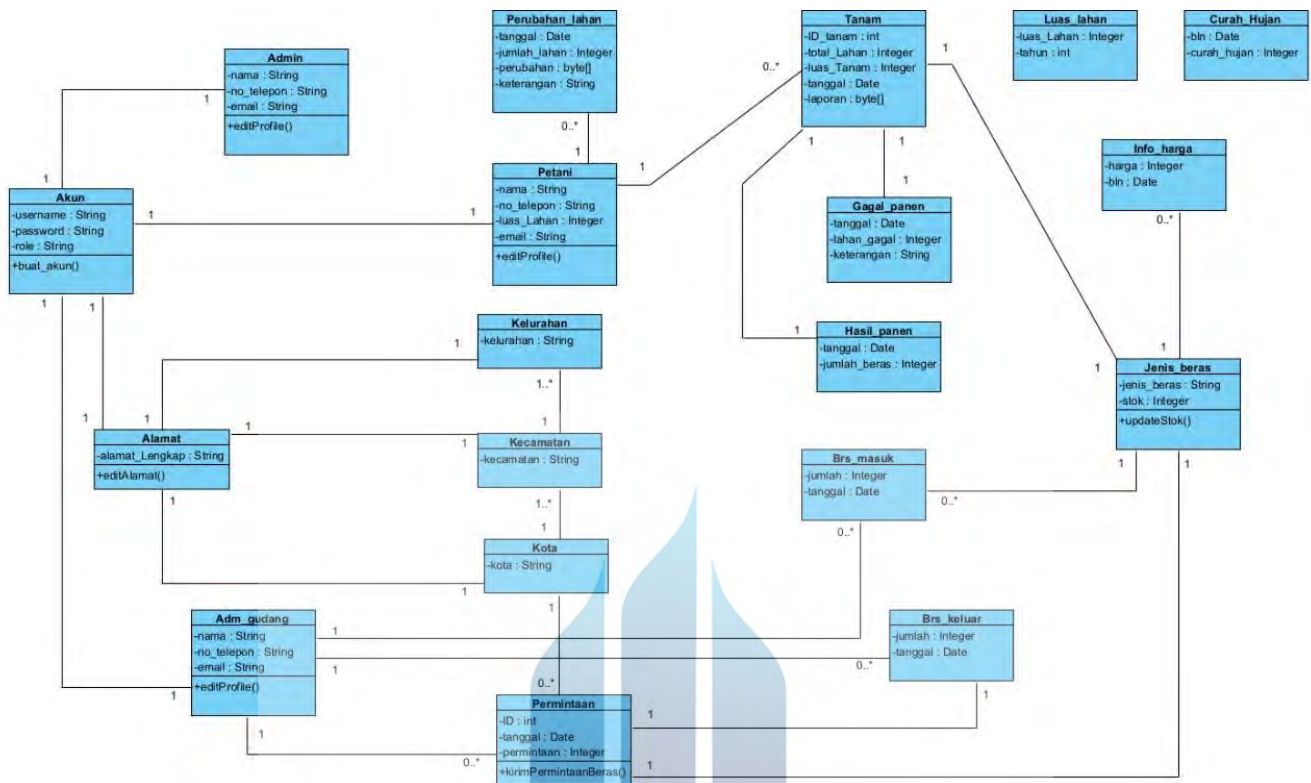 Perubahan_lahan
-tanggal : Date
-jumlah_lahan : Integer
-perubahan : byte[]
-keterangan : String
0..*
1
Tanam
-ID_tanam : int
-total_Lahan : Integer
-luas_Tanam : Integer
-tanggal : Date
-laporan : byte[]
0..*
1
1
1
Luas_lahan
-luas_Lahan : Integer
-tahun : int
Curah_Hujan
-bln : Date
-curah_hujan : Integer
Admin
-nama : String
-no_telepon : String
-email : String
+editProfile()
1
Info_harga
-harga : Integer
-bln : Date
0..*
1
Petani
-nama : String
-no_telepon : String
-luas_Lahan : Integer
-email : String
+editProfile()
1
1
Akun
-username : String
-password : String
-role : String
+buat_akun()
1
1
1
1
Gagal_panen
-tanggal : Date
-lahan_gagal : Integer
-keterangan : String
1
Kelurahan
-kelurahan : String
1
1..*
Hasil_panen
-tanggal : Date
-jumlah_beras : Integer
1
Jenis_beras
-jenis_beras : String
-stok : Integer
+updateStok()
1
1
1
Alamat
-alamat_Lengkap : String
+editAlamat()
1
1
1
1
Kecamatan
-kecamatan : String
1
1
1..*
Brs_masuk
-jumlah : Integer
-tanggal : Date
0..*
0..*
Kota
-kota : String
1
1
1
Adm_gudang
-nama : String
-no_telepon : String
-email : String
+editProfile()
1
1
1
1
Brs_keluar
-jumlah : Integer
-tanggal : Date
0..*
1
Permintaan
-ID : int
-tanggal : Date
-permintaan : Integer
+kirimPermintaanBeras()
0..*
0..*
1
1